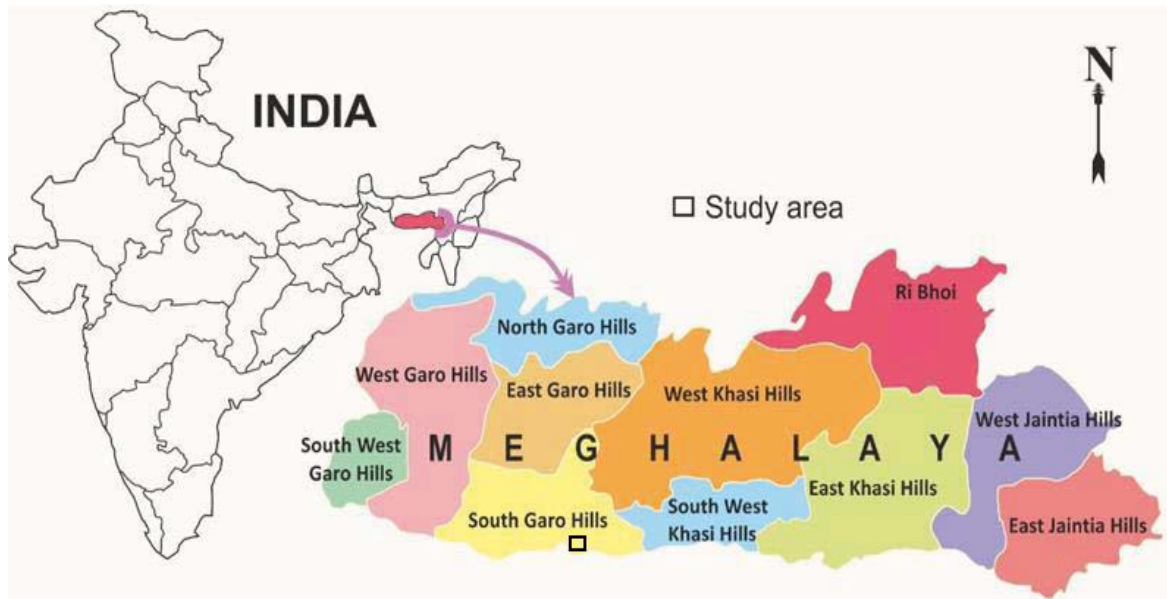 INDIA
N
Study area
Ri Bhoi
North Garo Hills
West Garo Hills
East Garo Hills
West Khasi Hills
West Jaintia Hills
South West
Garo Hills
MEGHALAYA
East Khasi Hills
South Garo Hills
South West
Khasi Hills
East Jaintia Hills